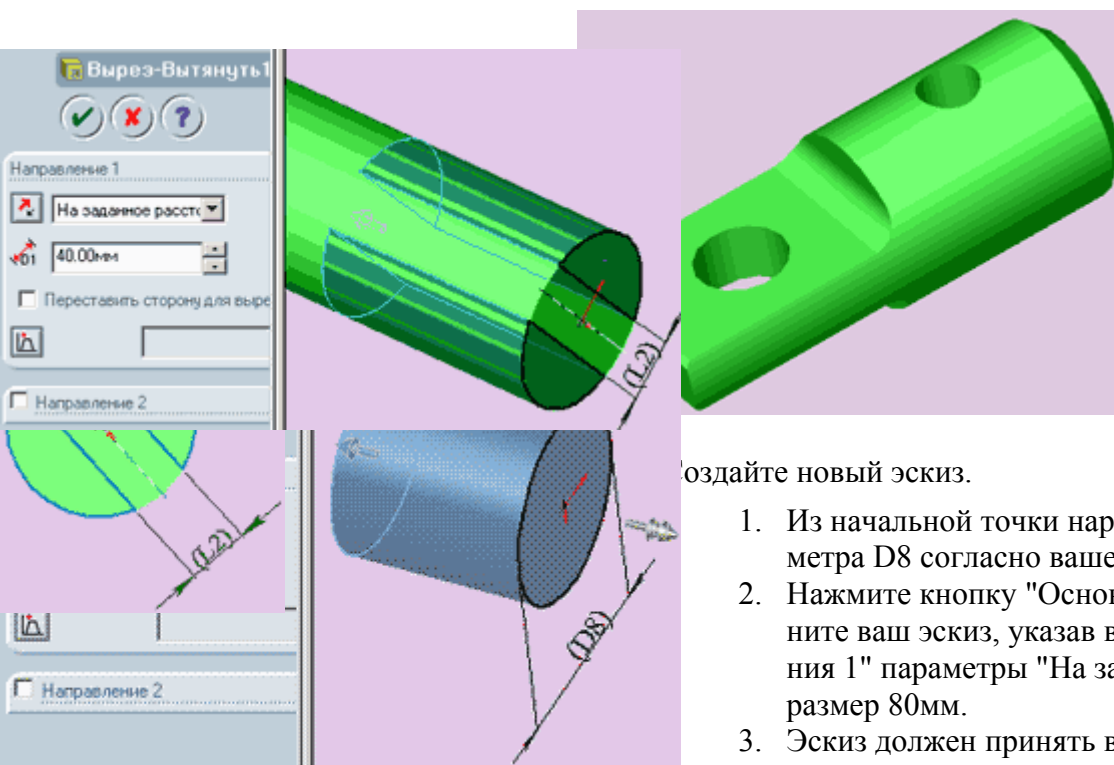 Вырез-Вытянуть1
Направление 1
На заданное расст
D1 40.00мм
Переставить сторону для выре
Направление 2
(L2)
(L2)
(D8)
Направление 2
оздайте новый эскиз.
1. Из начальной точки нар
метра D8 согласно ваше
2. Нажмите кнопку "Основ
ните ваш эскиз, указав в
ния 1" параметры "На за
размер 80мм.
3. Эскиз должен принять в